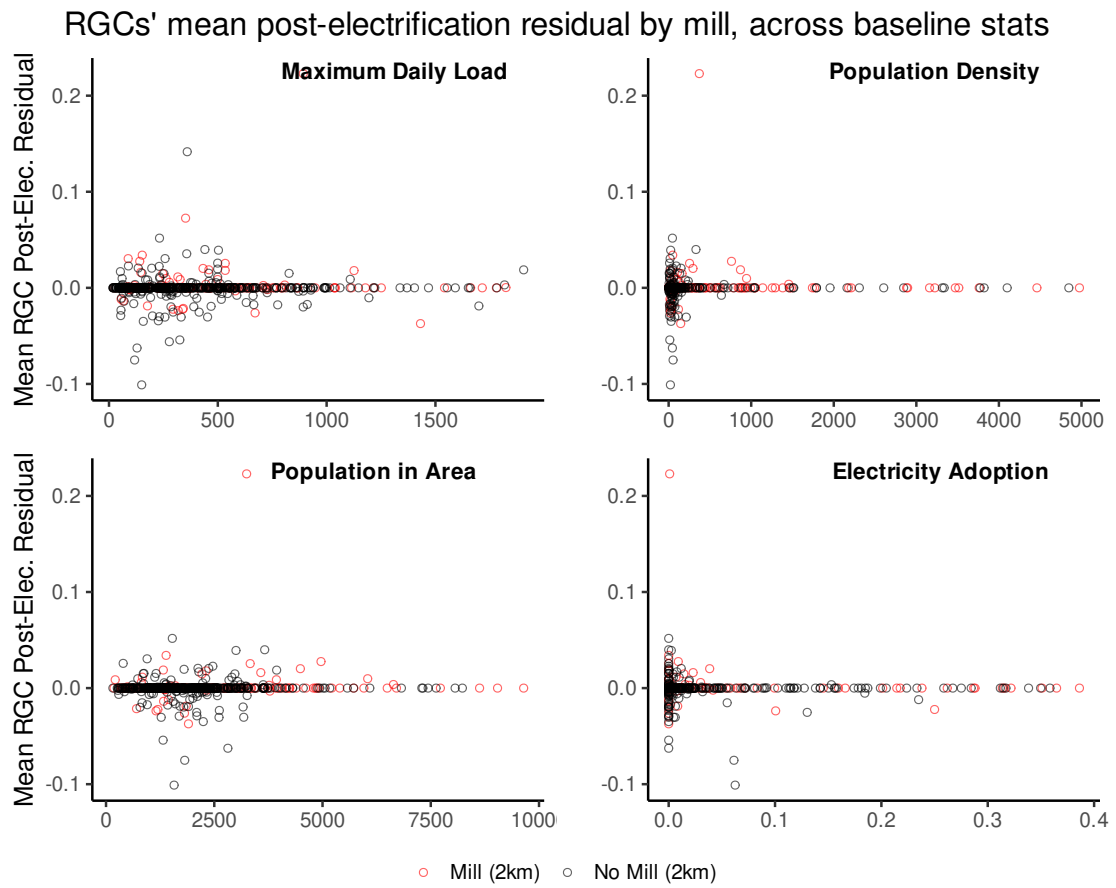 RGCs' mean post-electrification residual by mill, across baseline stats
Maximum Daily Load
Population Density
Mean RGC Post-Elec. Residual
0.2
0.1
0.0
-0.1
0 500 1000 1500
0.2
0.1
0.0
-0.1
0 1000 2000 3000 4000 5000
Population in Area
Electricity Adoption
Mean RGC Post-Elec. Residual
0.2
0.1
0.0
-0.1
0 2500 5000 7500 1000
0.2
0.1
0.0
-0.1
0.0 0.1 0.2 0.3 0.4
Mill (2km) No Mill (2km)